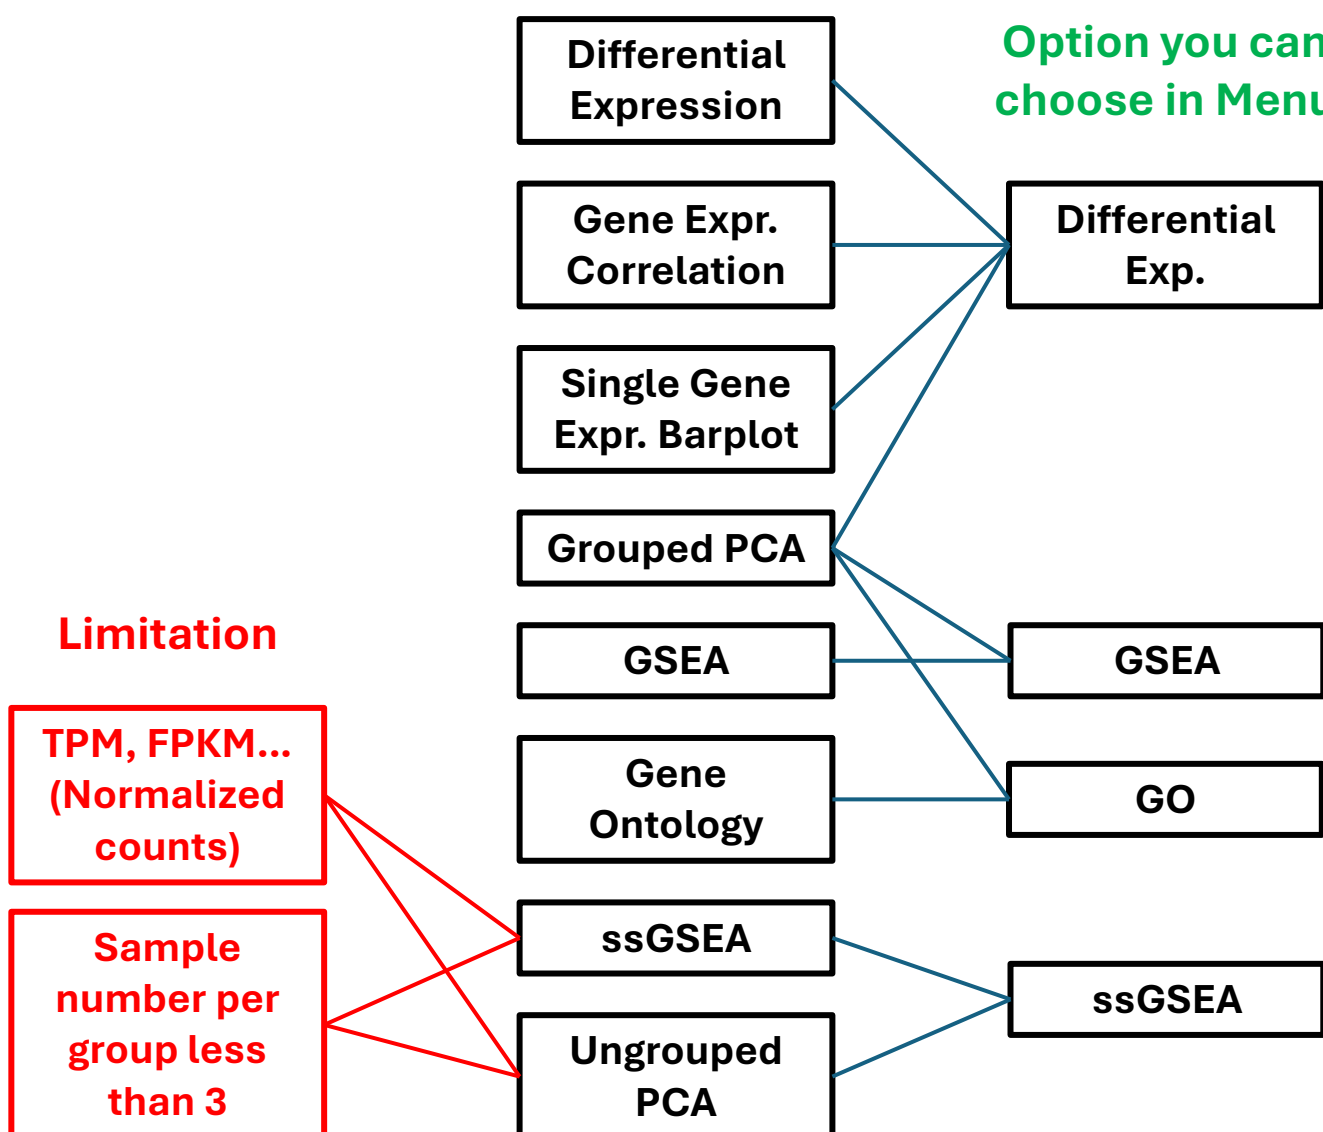 Option you can
choose in Menu
Differential
Expression
Gene Expr.
Correlation
Differential
Exp.
Single Gene
Expr. Barplot
Grouped PCA
Limitation
GSEA
GSEA
TPM, FPKM...
(Normalized
counts)
Gene
Ontology
GO
Sample
number per
group less
than 3
ssGSEA
ssGSEA
Ungrouped
PCA